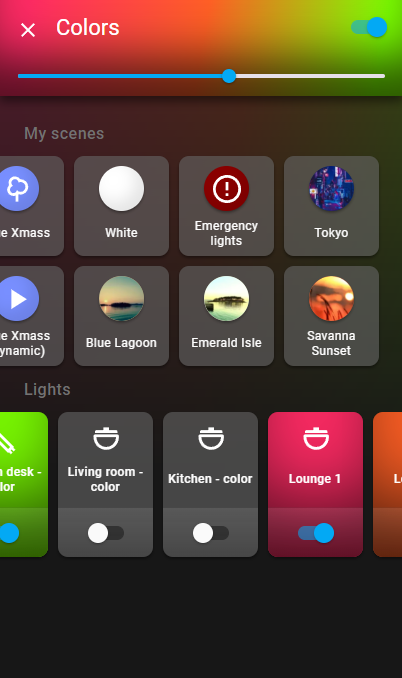 Colors
My scenes
e Xmass
White
Emergency
lights
Tokyo
e Xmass
ynamic)
Blue Lagoon
Emerald Isle
Savanna
Sunset
Lights
desk -
lor
Living room -
color
Kitchen - color
Lounge 1